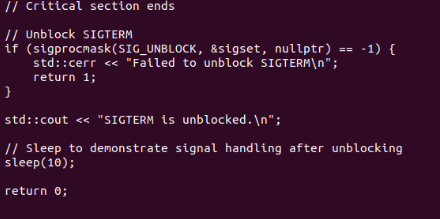 // Critical section ends
// Unblock SIGTERM
if (sigprocmask(SIG_UNBLOCK, &sigset, nullptr) == -1) {
    std::cerr << "Failed to unblock SIGTERM\n";
    return 1;
}
std::cout << "SIGTERM is unblocked.\n";
// Sleep to demonstrate signal handling after unblocking
sleep(10);
return 0;